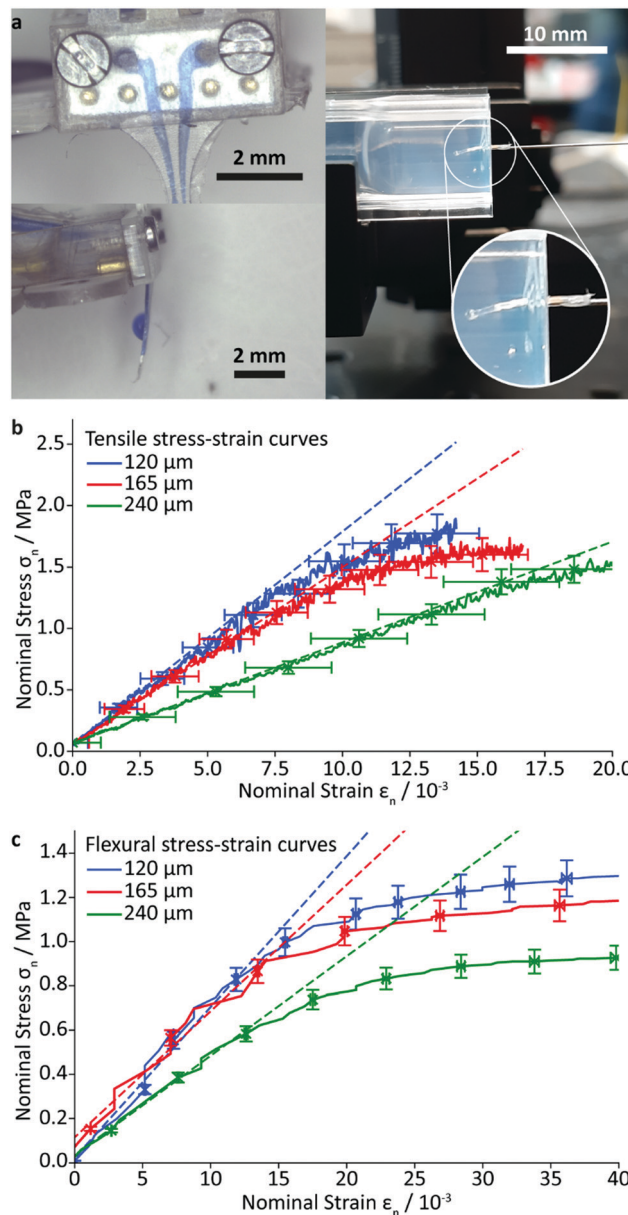 a
10 mm
2 mm
2 mm
b
Tensile stress-strain curves
120 µm
165 µm
240 µm
Nominal Stress σn / MPa
2.5
2.0
1.5
1.0
0.5
0.0
0.0 2.5 5.0 7.5 10.0 12.5 15.0 17.5 20.0
Nominal Strain εn / 10⁻³
c
Flexural stress-strain curves
120 µm
165 µm
240 µm
Nominal Stress σn / MPa
1.4
1.2
1.0
0.8
0.6
0.4
0.2
0.0
0 5 10 15 20 25 30 35 40
Nominal Strain εn / 10⁻³